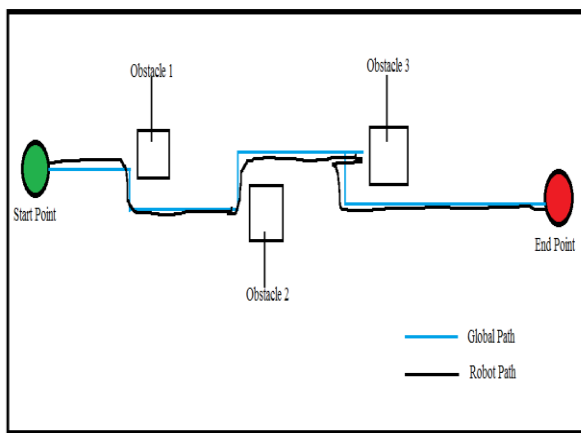 Obstacle 1
Obstacle 3
Start Point
End Point
Obstacle 2
Global Path
Robot Path